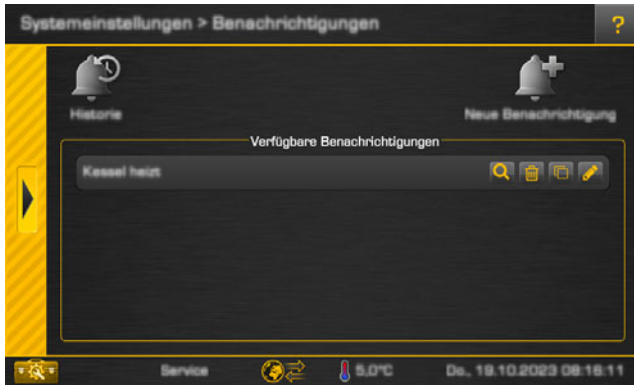 Systemeinstellungen > Benachrichtigungen
?
Historie
Neue Benachrichtigung
Verfügbare Benachrichtigungen
Kessel heizt
Service
5,0°C
Do., 19.10.2023 08:16:11